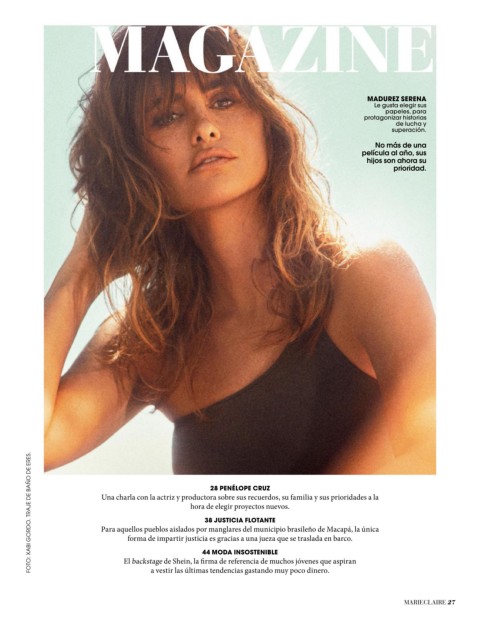 MAGAZINE
MADUREZ SERENA
Le gusta elegir sus
papeles, para
protagonizar historias
de lucha y
superación.
No más de una
película al año, sus
hijos son ahora su
prioridad.
FOTO: XABI GORDO. TRAJE DE BAÑO DE ERES.
28 PENÉLOPE CRUZ
Una charla con la actriz y productora sobre sus recuerdos, su familia y sus prioridades a la
hora de elegir proyectos nuevos.
38 JUSTICIA FLOTANTE
Para aquellos pueblos aislados por manglares del municipio brasileño de Macapá, la única
forma de impartir justicia es gracias a una jueza que se traslada en barco.
44 MODA INSOSTENIBLE
El backstage de Shein, la firma de referencia de muchos jóvenes que aspiran
a vestir las últimas tendencias gastando muy poco dinero.
MARIECLAIRE 27